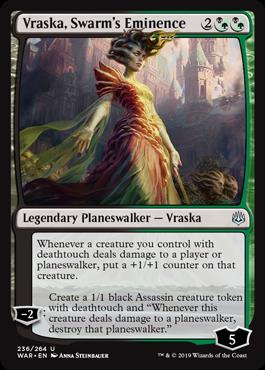 Vraska, Swarm's Eminence 2
Legendary Planeswalker — Vraska
Whenever a creature you control with
deathtouch deals damage to a player or
planeswalker, put a +1/+1 counter on that
creature.
-2: Create a 1/1 black Assassin creature token
with deathtouch and "Whenever this
creature deals damage to a planeswalker,
destroy that planeswalker."
5
236/264 U
WAR • EN ANNA STEINBAUER
™ & © 2019 Wizards of the Coast